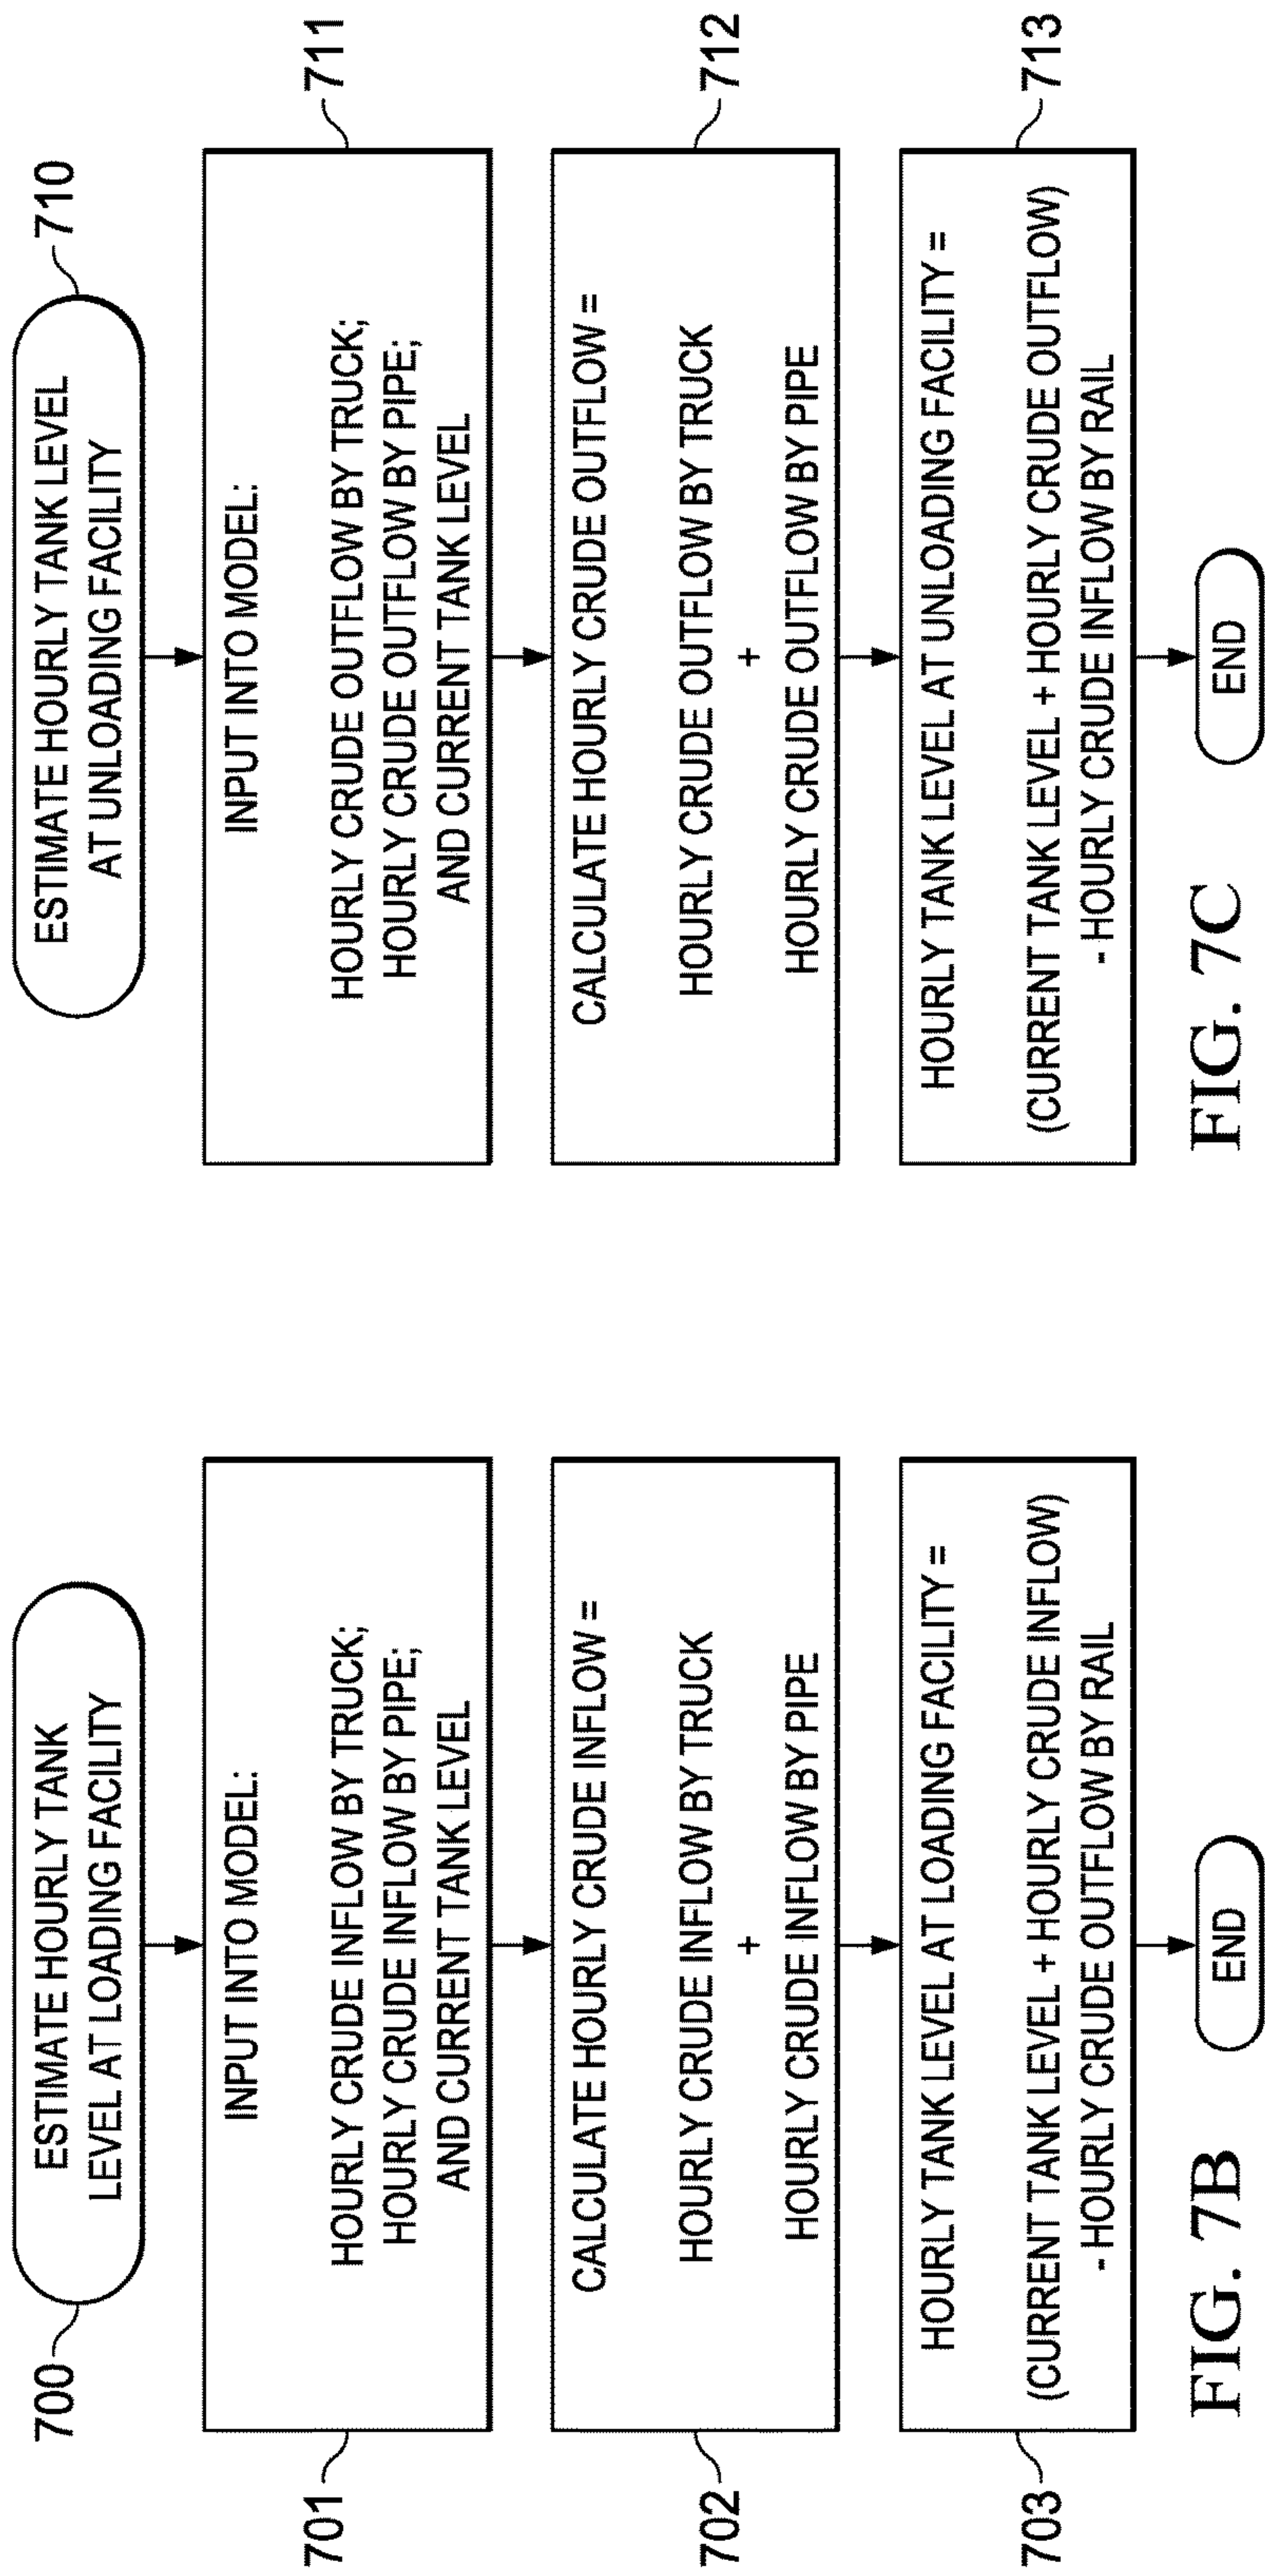 700
ESTIMATE HOURLY TANK
LEVEL AT LOADING FACILITY
701
INPUT INTO MODEL:
HOURLY CRUDE INFLOW BY TRUCK;
HOURLY CRUDE INFLOW BY PIPE;
AND CURRENT TANK LEVEL
702
CALCULATE HOURLY CRUDE INFLOW =
HOURLY CRUDE INFLOW BY TRUCK
+
HOURLY CRUDE INFLOW BY PIPE
703
HOURLY TANK LEVEL AT LOADING FACILITY =
(CURRENT TANK LEVEL + HOURLY CRUDE INFLOW)
- HOURLY CRUDE OUTFLOW BY RAIL
END
FIG. 7B
710
ESTIMATE HOURLY TANK LEVEL
AT UNLOADING FACILITY
711
INPUT INTO MODEL:
HOURLY CRUDE OUTFLOW BY TRUCK;
HOURLY CRUDE OUTFLOW BY PIPE;
AND CURRENT TANK LEVEL
712
CALCULATE HOURLY CRUDE OUTFLOW =
HOURLY CRUDE OUTFLOW BY TRUCK
+
HOURLY CRUDE OUTFLOW BY PIPE
713
HOURLY TANK LEVEL AT UNLOADING FACILITY =
(CURRENT TANK LEVEL + HOURLY CRUDE OUTFLOW)
- HOURLY CRUDE INFLOW BY RAIL
END
FIG. 7C